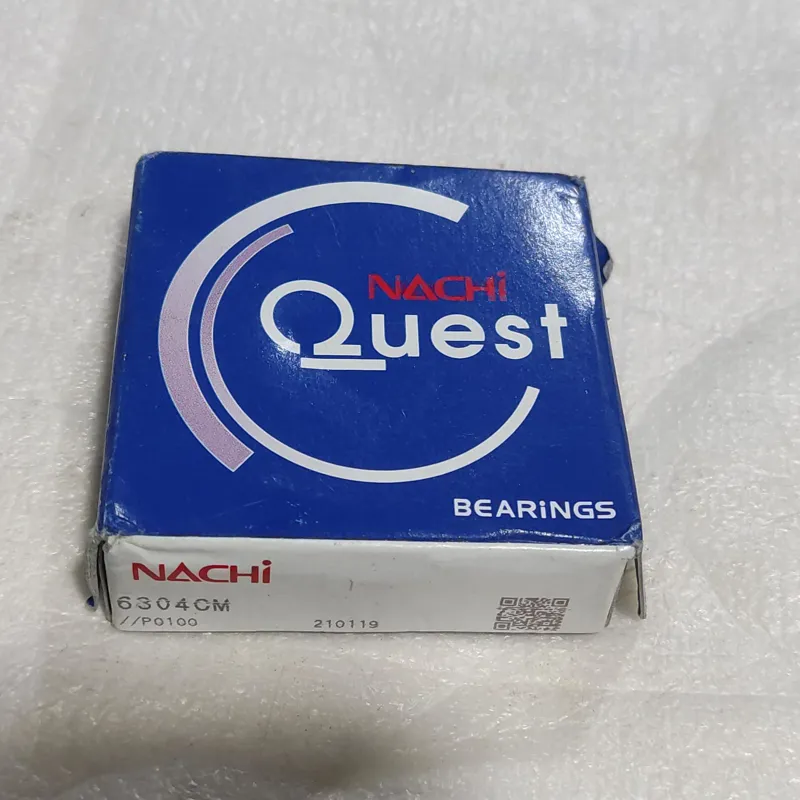 NACHi
Quest
BEARiNGS
NACHi
6304CM
//P0100 210119